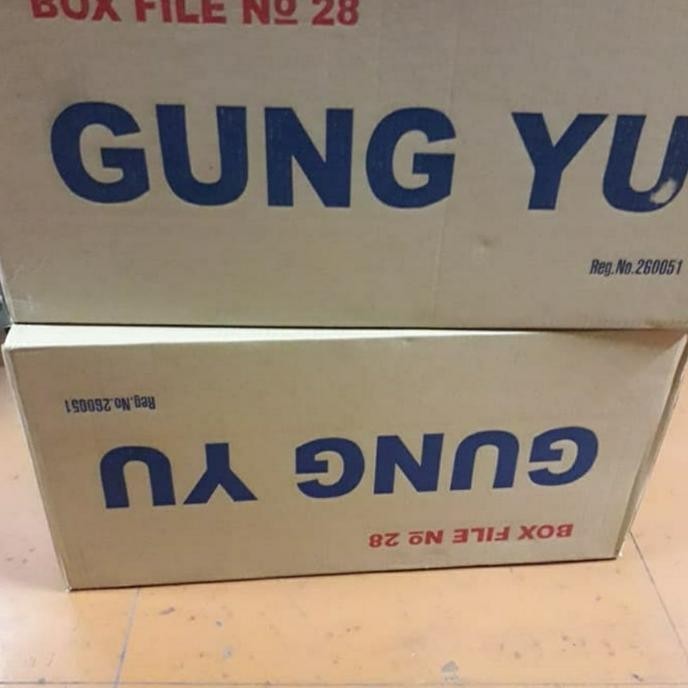 BOX FILE Nº 28
GUNG YU
Reg.No.260051
Reg.No.260051
GUNG YU
BOX FILE Nº 28